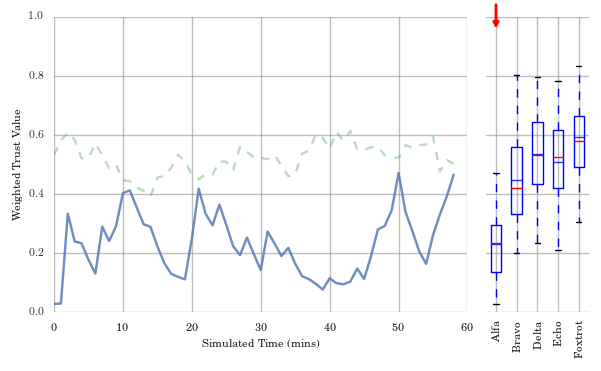 1.0
0.8
0.6
0.4
0.2
0.0
Weighted Trust Value
0 10 20 30 40 50 60
Simulated Time (mins)
Alfa
Bravo
Delta
Echo
Foxtrot